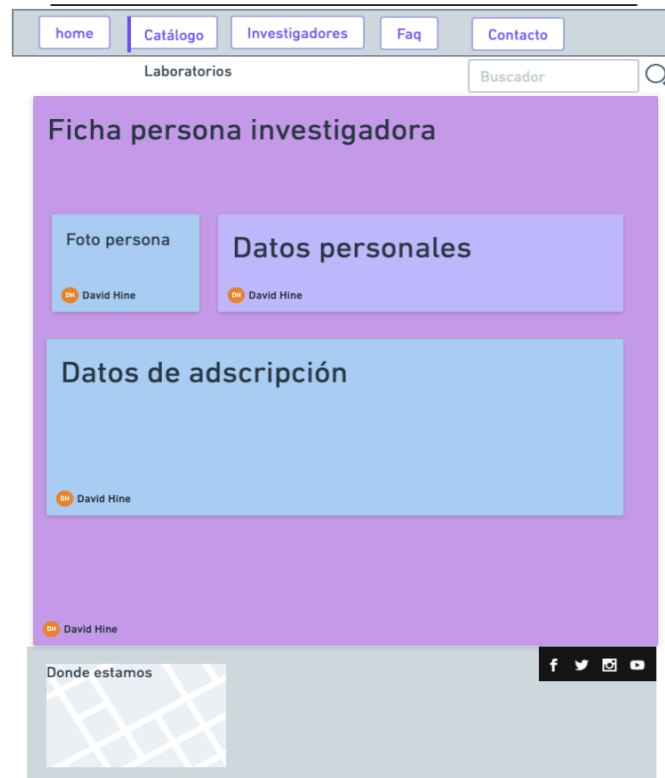 home Catálogo Investigadores Faq Contacto
Laboratorios Buscador
Ficha persona investigadora
Foto persona
Datos personales
DH David Hine
DH David Hine
Datos de adscripción
DH David Hine
DH David Hine
Donde estamos